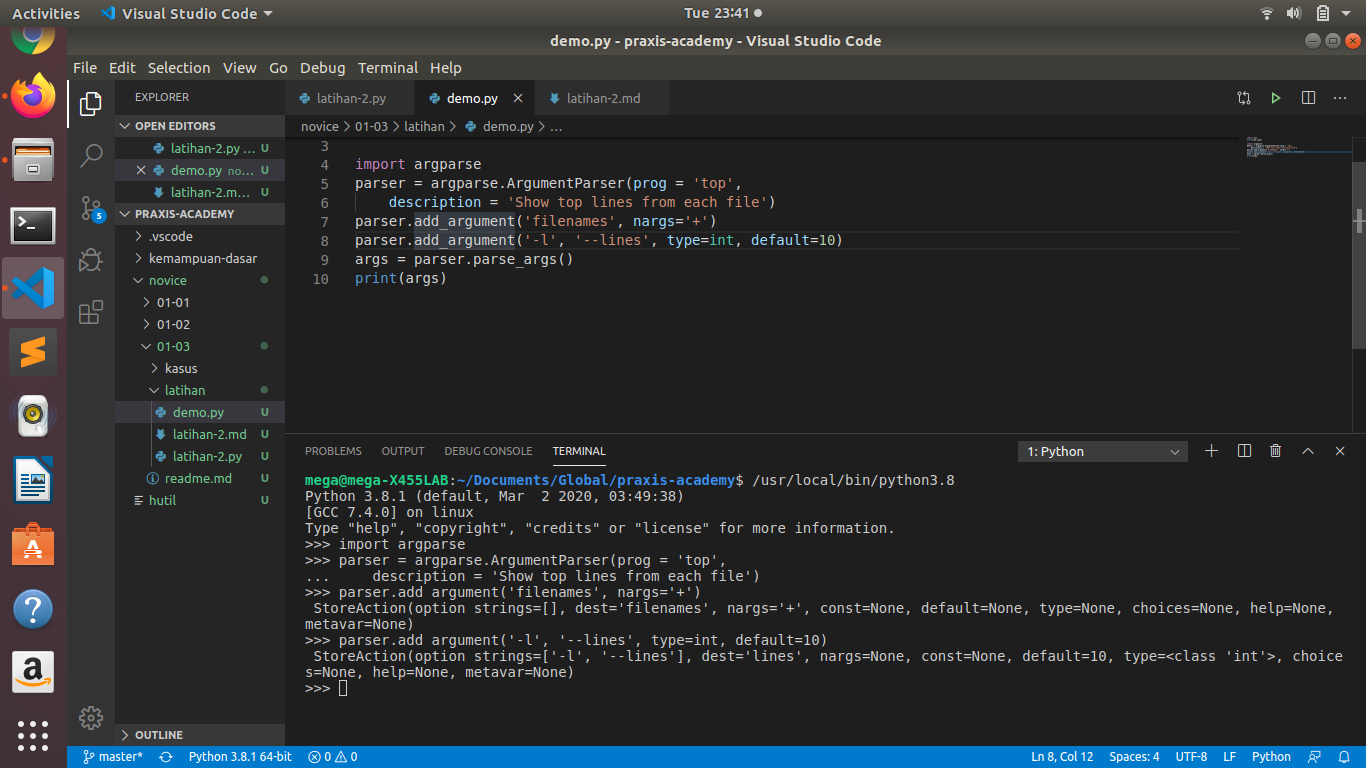 Activities
Visual Studio Code
Tue 23:41
demo.py - praxis-academy - Visual Studio Code
File Edit Selection View Go Debug Terminal Help
EXPLORER
OPEN EDITORS
latihan-2.py ... U
demo.py no... U
latihan-2.m... U
PRAXIS-ACADEMY
.vscode
kemampuan-dasar
novice
01-01
01-02
01-03
kasus
latihan
demo.py U
latihan-2.md U
latihan-2.py U
readme.md U
hutil
OUTLINE
5
latihan-2.py
demo.py
latihan-2.md
novice > 01-03 > latihan > demo.py > ...
3
4 import argparse
5 parser = argparse.ArgumentParser(prog = 'top',
6     description = 'Show top lines from each file')
7 parser.add_argument('filenames', nargs='+')
8 parser.add_argument('-l', '--lines', type=int, default=10)
9 args = parser.parse_args()
10 print(args)
PROBLEMS OUTPUT DEBUG CONSOLE TERMINAL
1: Python
mega@mega-X455LAB:~/Documents/Global/praxis-academy$ /usr/local/bin/python3.8
Python 3.8.1 (default, Mar  2 2020, 03:49:38)
[GCC 7.4.0] on linux
Type "help", "copyright", "credits" or "license" for more information.
>>> import argparse
>>> parser = argparse.ArgumentParser(prog = 'top',
...     description = 'Show top lines from each file')
>>> parser.add argument('filenames', nargs='+')
 StoreAction(option strings=[], dest='filenames', nargs='+', const=None, default=None, type=None, choices=None, help=None,
metavar=None)
>>> parser.add argument('-l', '--lines', type=int, default=10)
 StoreAction(option strings=['-l', '--lines'], dest='lines', nargs=None, const=None, default=10, type=<class 'int'>, choice
s=None, help=None, metavar=None)
>>>
master* Python 3.8.1 64-bit 0 0 Ln 8, Col 12 Spaces: 4 UTF-8 LF Python